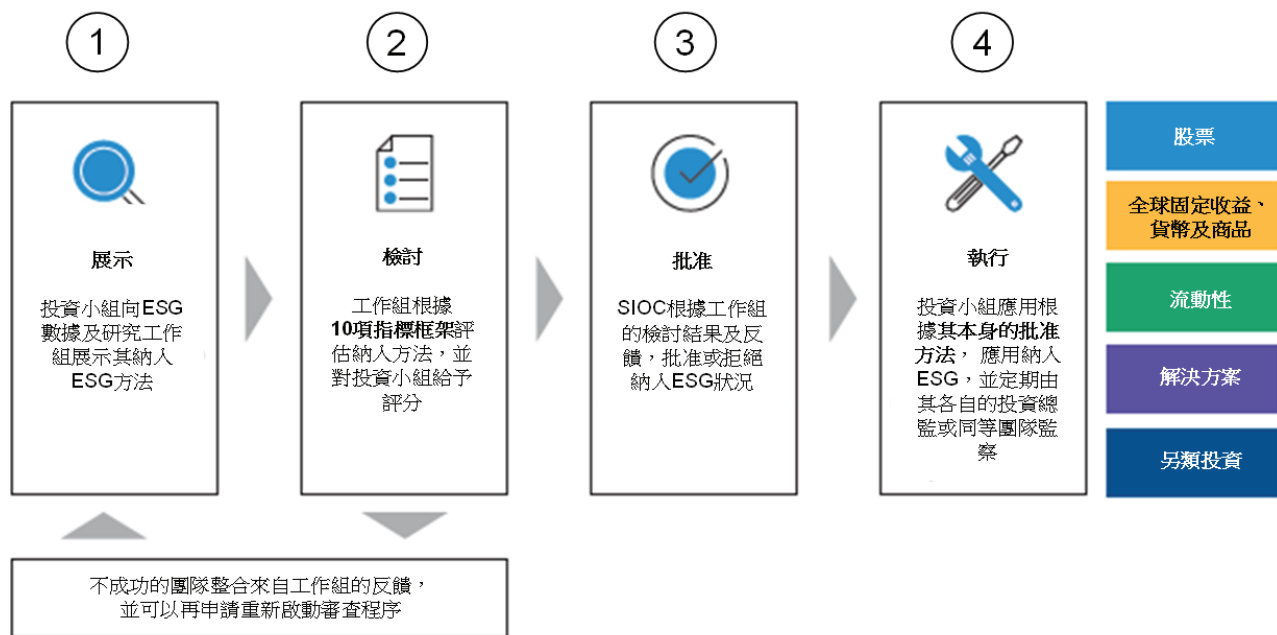 1
2
3
4
展示
投資小組向ESG
數據及研究工作
組展示其納入
ESG方法
檢討
工作組根據
10項指標框架評
估納入方法，並
對投資小組給予
評分
批准
SIOC根據工作組
的檢討結果及反
饋，批准或拒絕
納入ESG狀況
執行
投資小組應用根
據其本身的批准
方法， 應用納入
ESG，並定期由
其各自的投資總
監或同等團隊監
察
股票
全球固定收益、
貨幣及商品
流動性
解決方案
另類投資
不成功的團隊整合來自工作組的反饋，
並可以再申請重新啟動審查程序